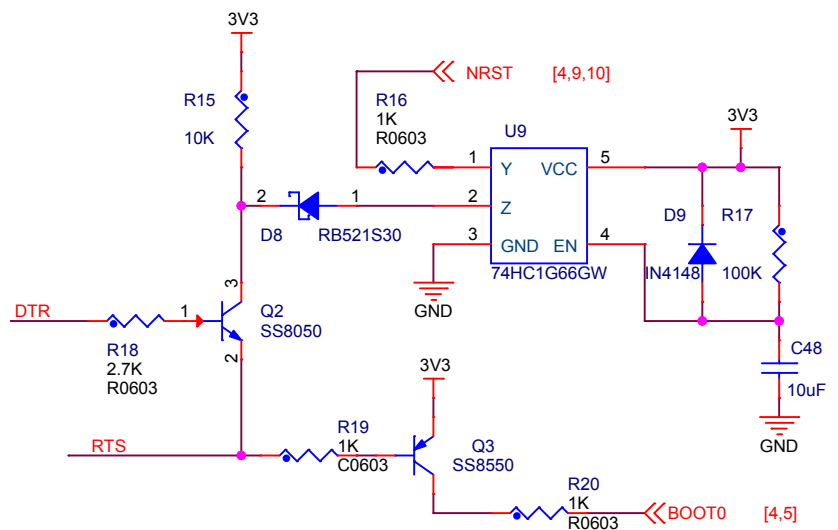 3V3
NRST [4,9,10]
R15
10K
R16
1K
R0603
U9
3V3
1 Y VCC 5
2 Z
3 GND EN 4
74HC1G66GW
2 1
D8 RB521S30
GND
D9 R17
IN4148 100K
C48
10uF
GND
DTR
R18
2.7K
R0603
1
3
2
Q2
SS8050
3V3
RTS
R19
1K
C0603
Q3
SS8550
R20
1K
R0603
BOOT0 [4,5]